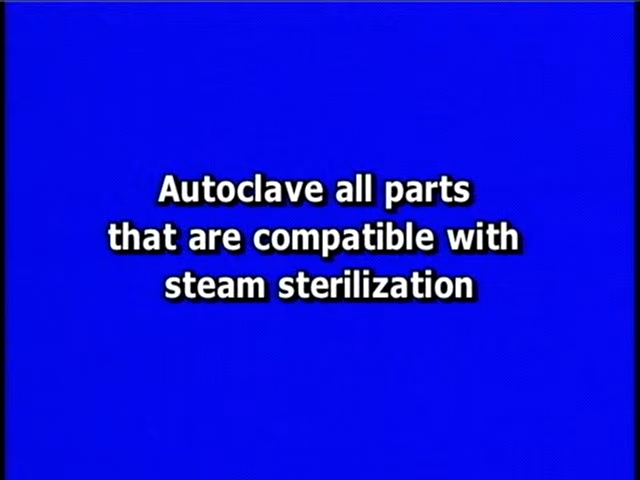 Autoclave all parts
that are compatible with
steam sterilization